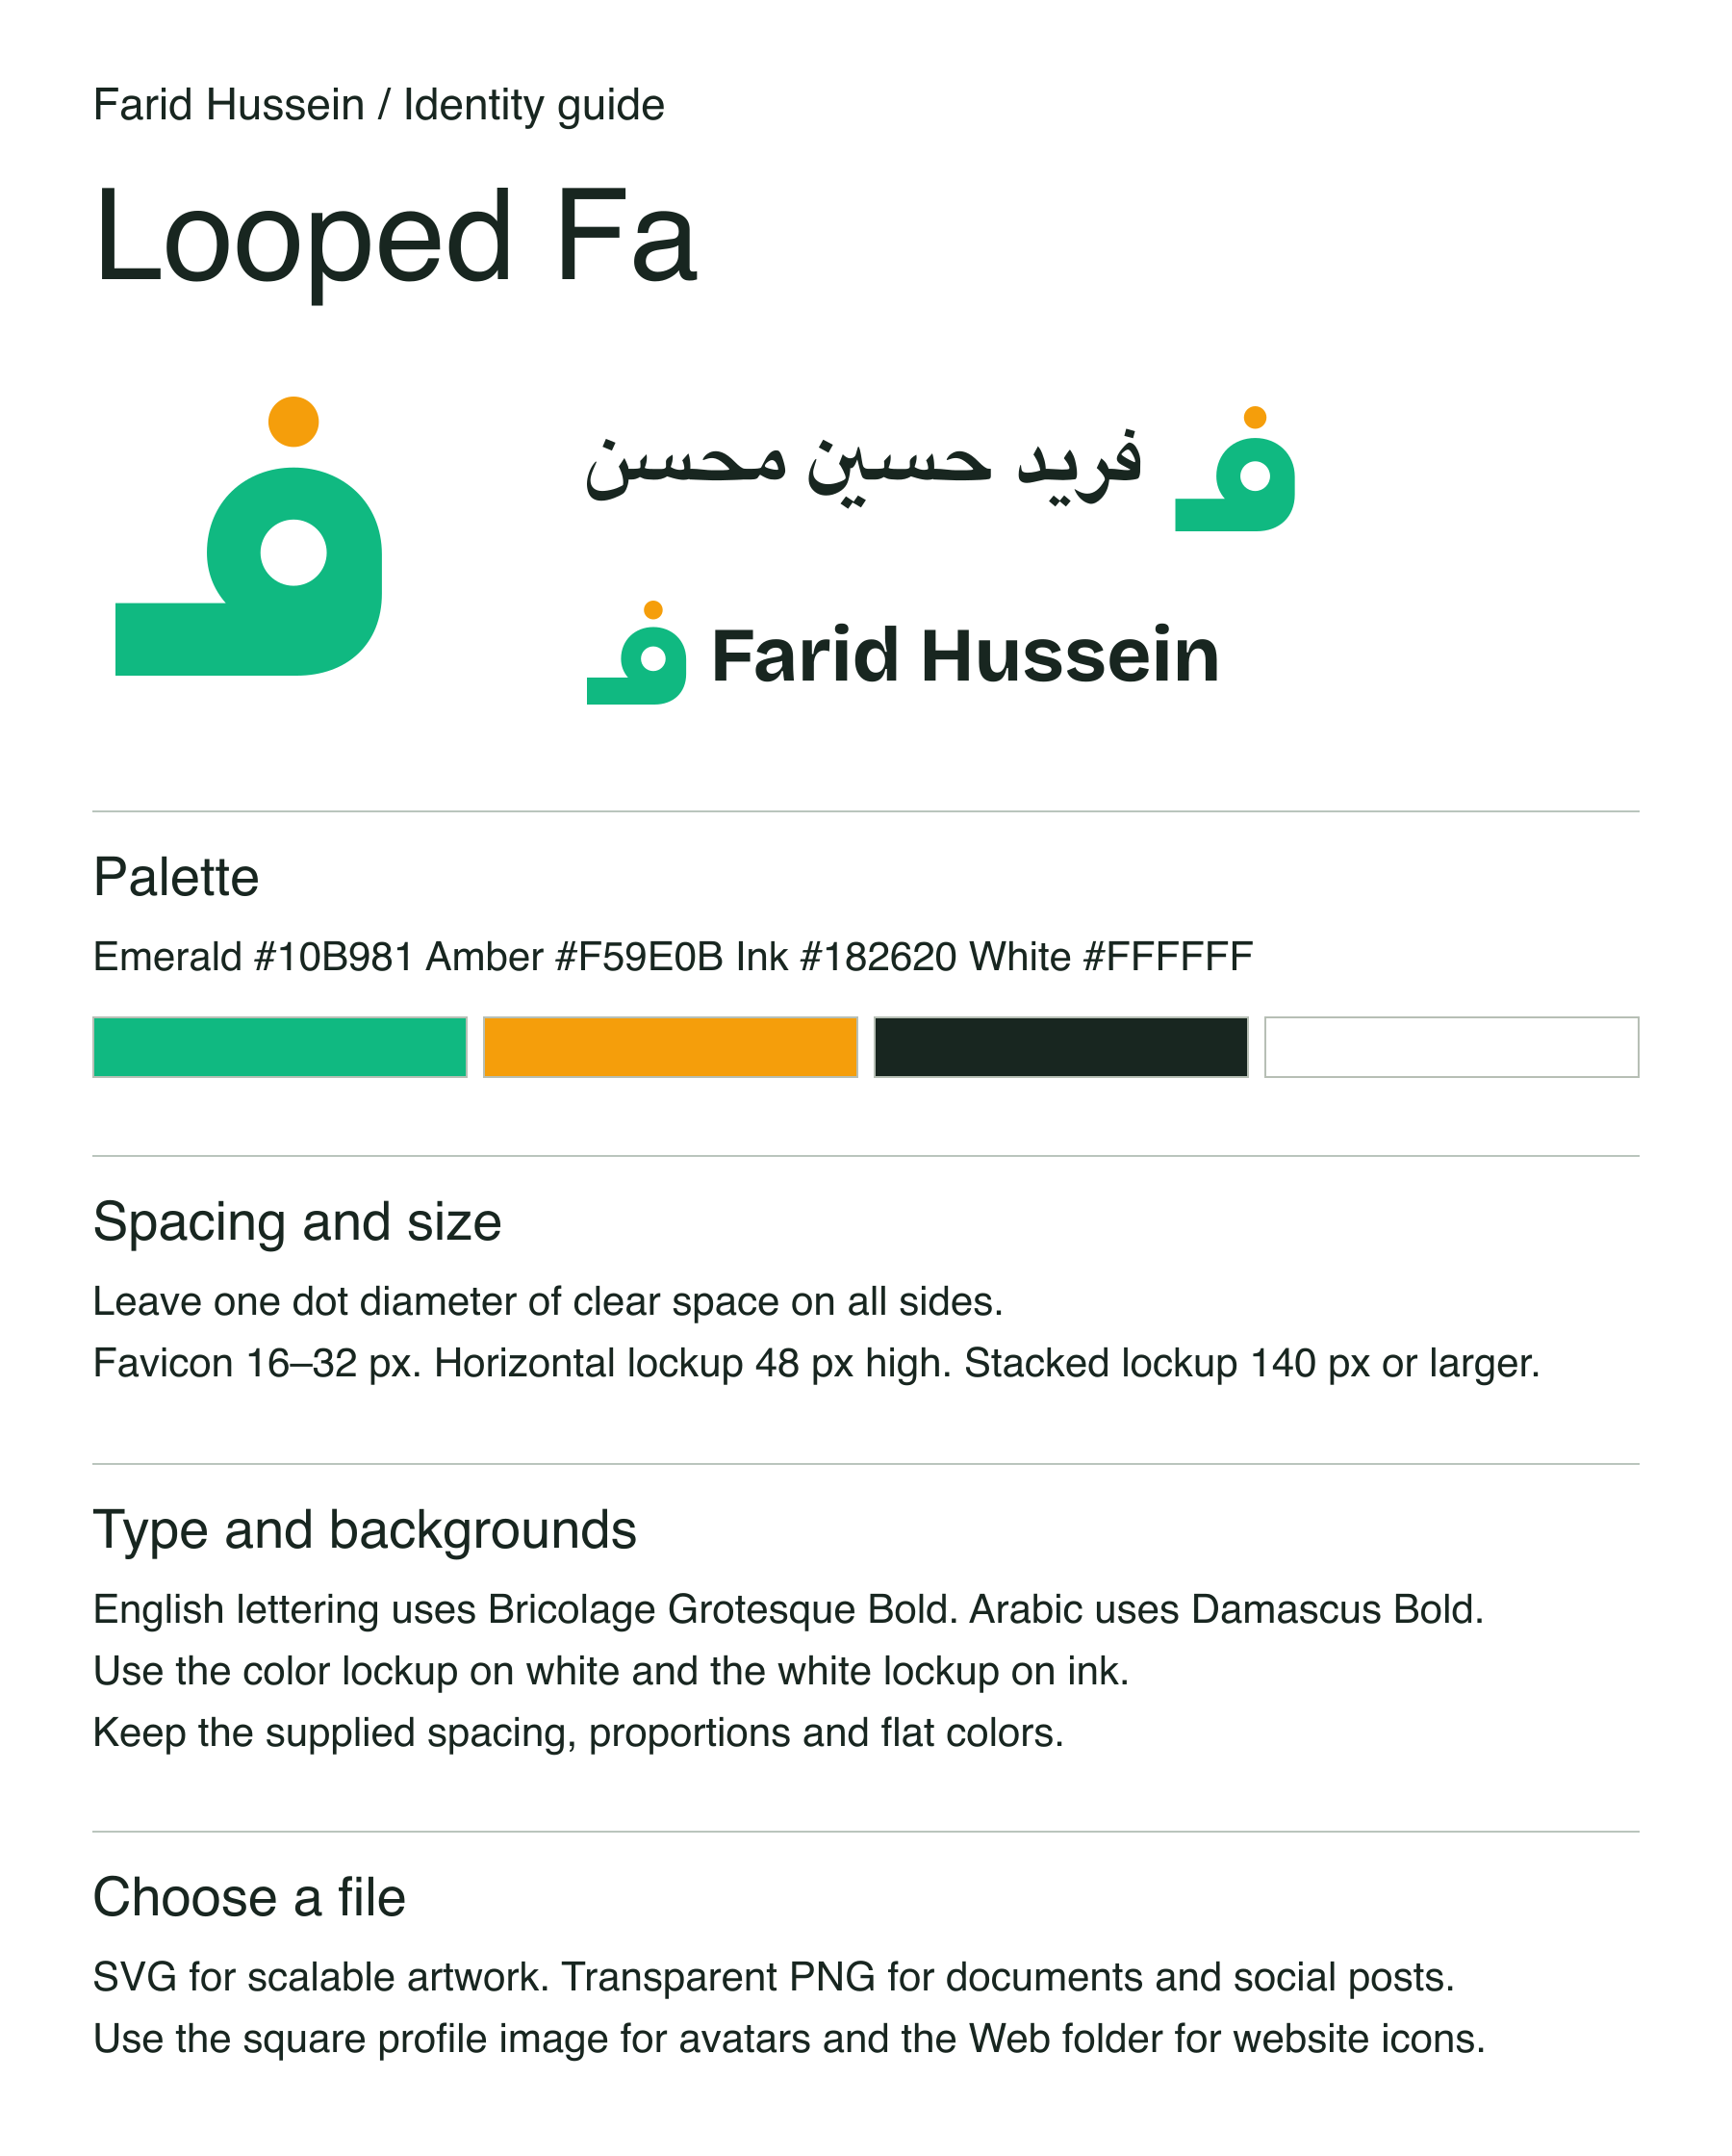 Farid Hussein / Identity guide
Looped Fa
فريد حسين محسن
Farid Hussein
Palette
Emerald #10B981 Amber #F59E0B Ink #182620 White #FFFFFF
Spacing and size
Leave one dot diameter of clear space on all sides.
Favicon 16–32 px. Horizontal lockup 48 px high. Stacked lockup 140 px or larger.
Type and backgrounds
English lettering uses Bricolage Grotesque Bold. Arabic uses Damascus Bold.
Use the color lockup on white and the white lockup on ink.
Keep the supplied spacing, proportions and flat colors.
Choose a file
SVG for scalable artwork. Transparent PNG for documents and social posts.
Use the square profile image for avatars and the Web folder for website icons.